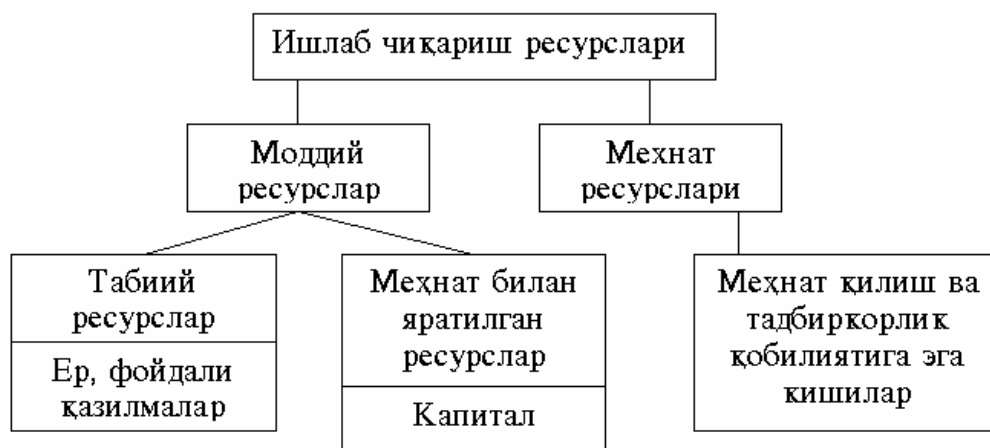 Ишлаб чиқариш ресурслари
Моддий
ресурслар
Мехнат
ресурслари
Табиий
ресурслар
Ер, фойдали
қазилмалар
Меҳнат билан
яратилган
ресурслар
Капитал
Меҳнат қилиш ва
тадбиркорлик
қобилиятига эга
кишилар